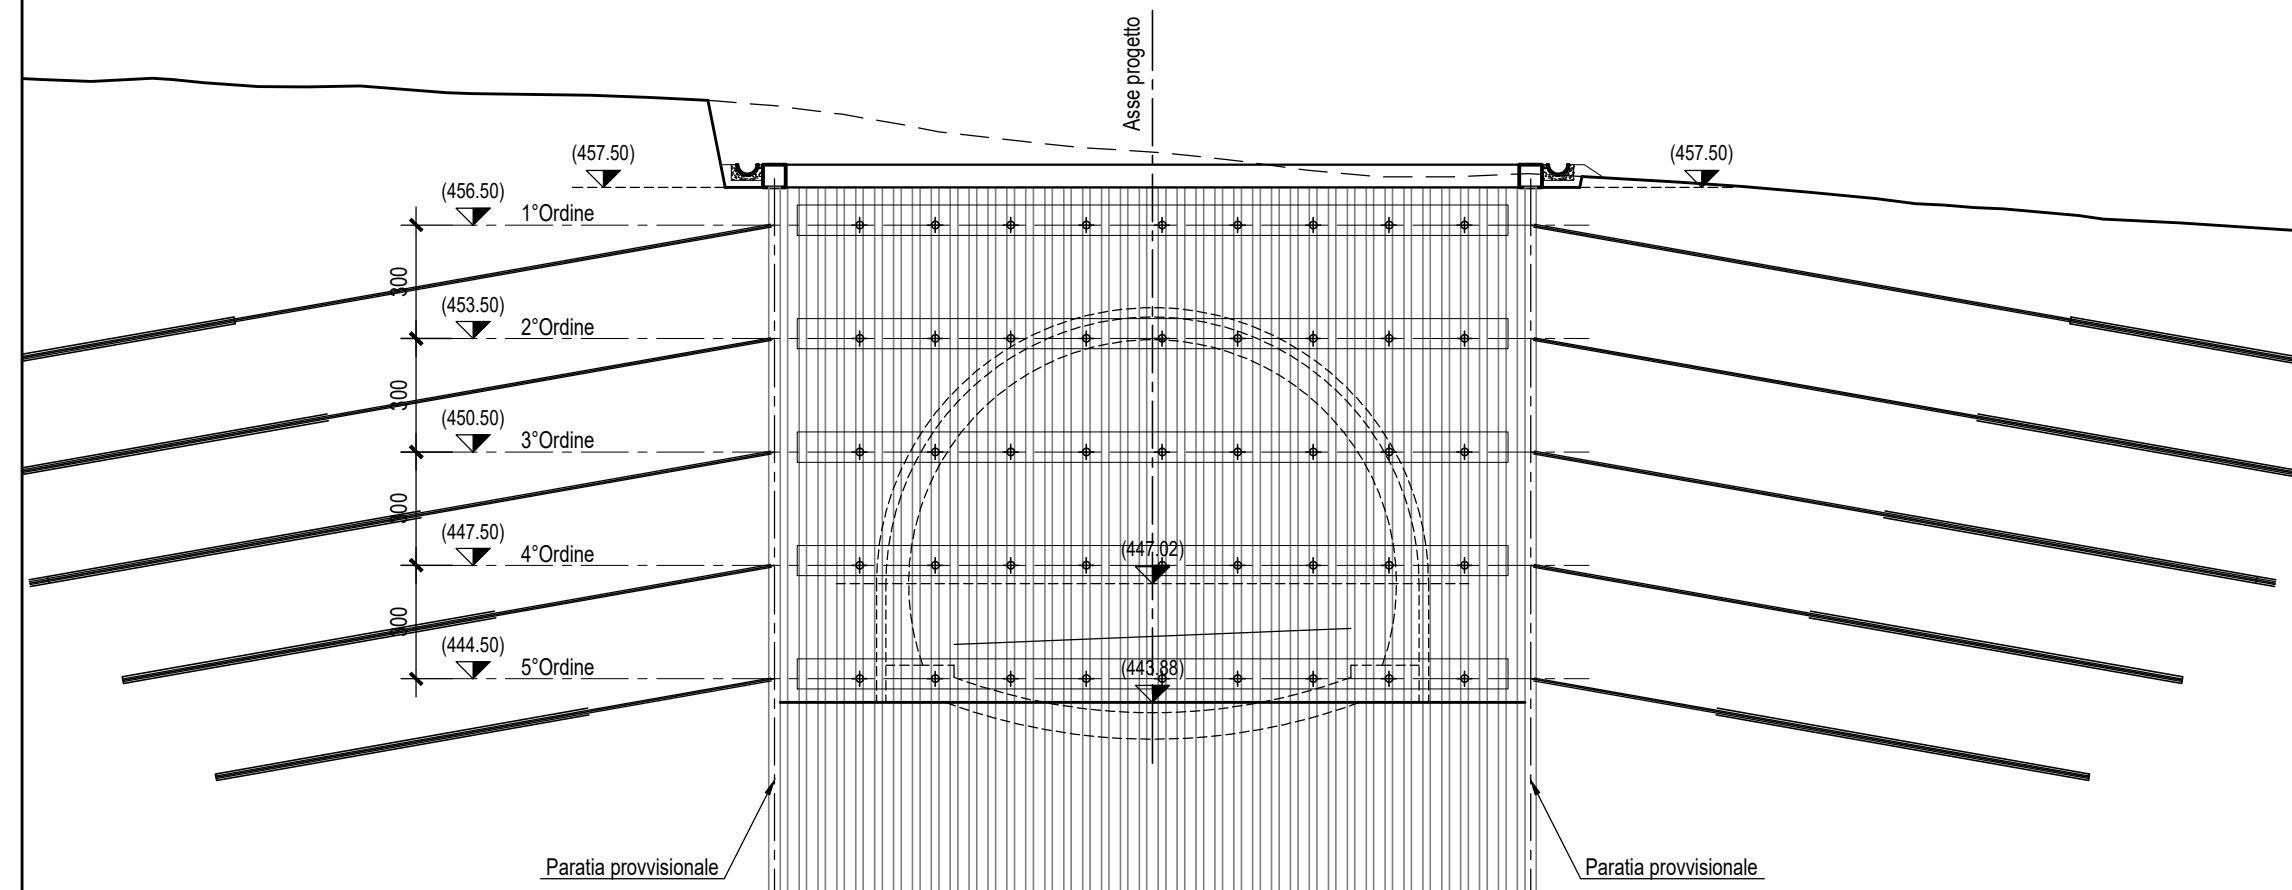 Asse progetto
(457.50)
(457.50)
(456.50)
1°Ordine
300
(453.50)
2°Ordine
300
(450.50)
3°Ordine
300
(447.50)
4°Ordine
(447.02)
300
(444.50)
5°Ordine
(443.88)
Paratia provvisionale
Paratia provvisionale